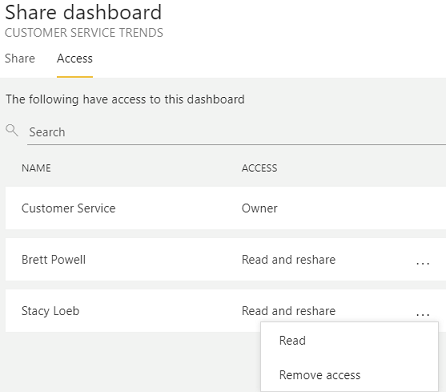 Share dashboard
CUSTOMER SERVICE TRENDS
Share Access
The following have access to this dashboard
Search
NAME ACCESS
Customer Service Owner
Brett Powell Read and reshare ...
Stacy Loeb Read and reshare ...
Read
Remove access